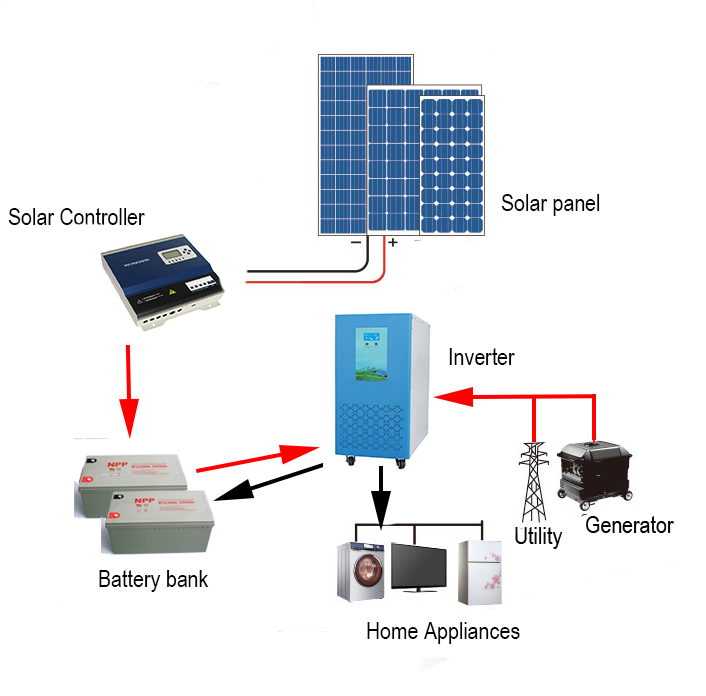 Solar panel
Solar Controller
− +
Inverter
NPP
NPP
Utility
Generator
Battery bank
Home Appliances